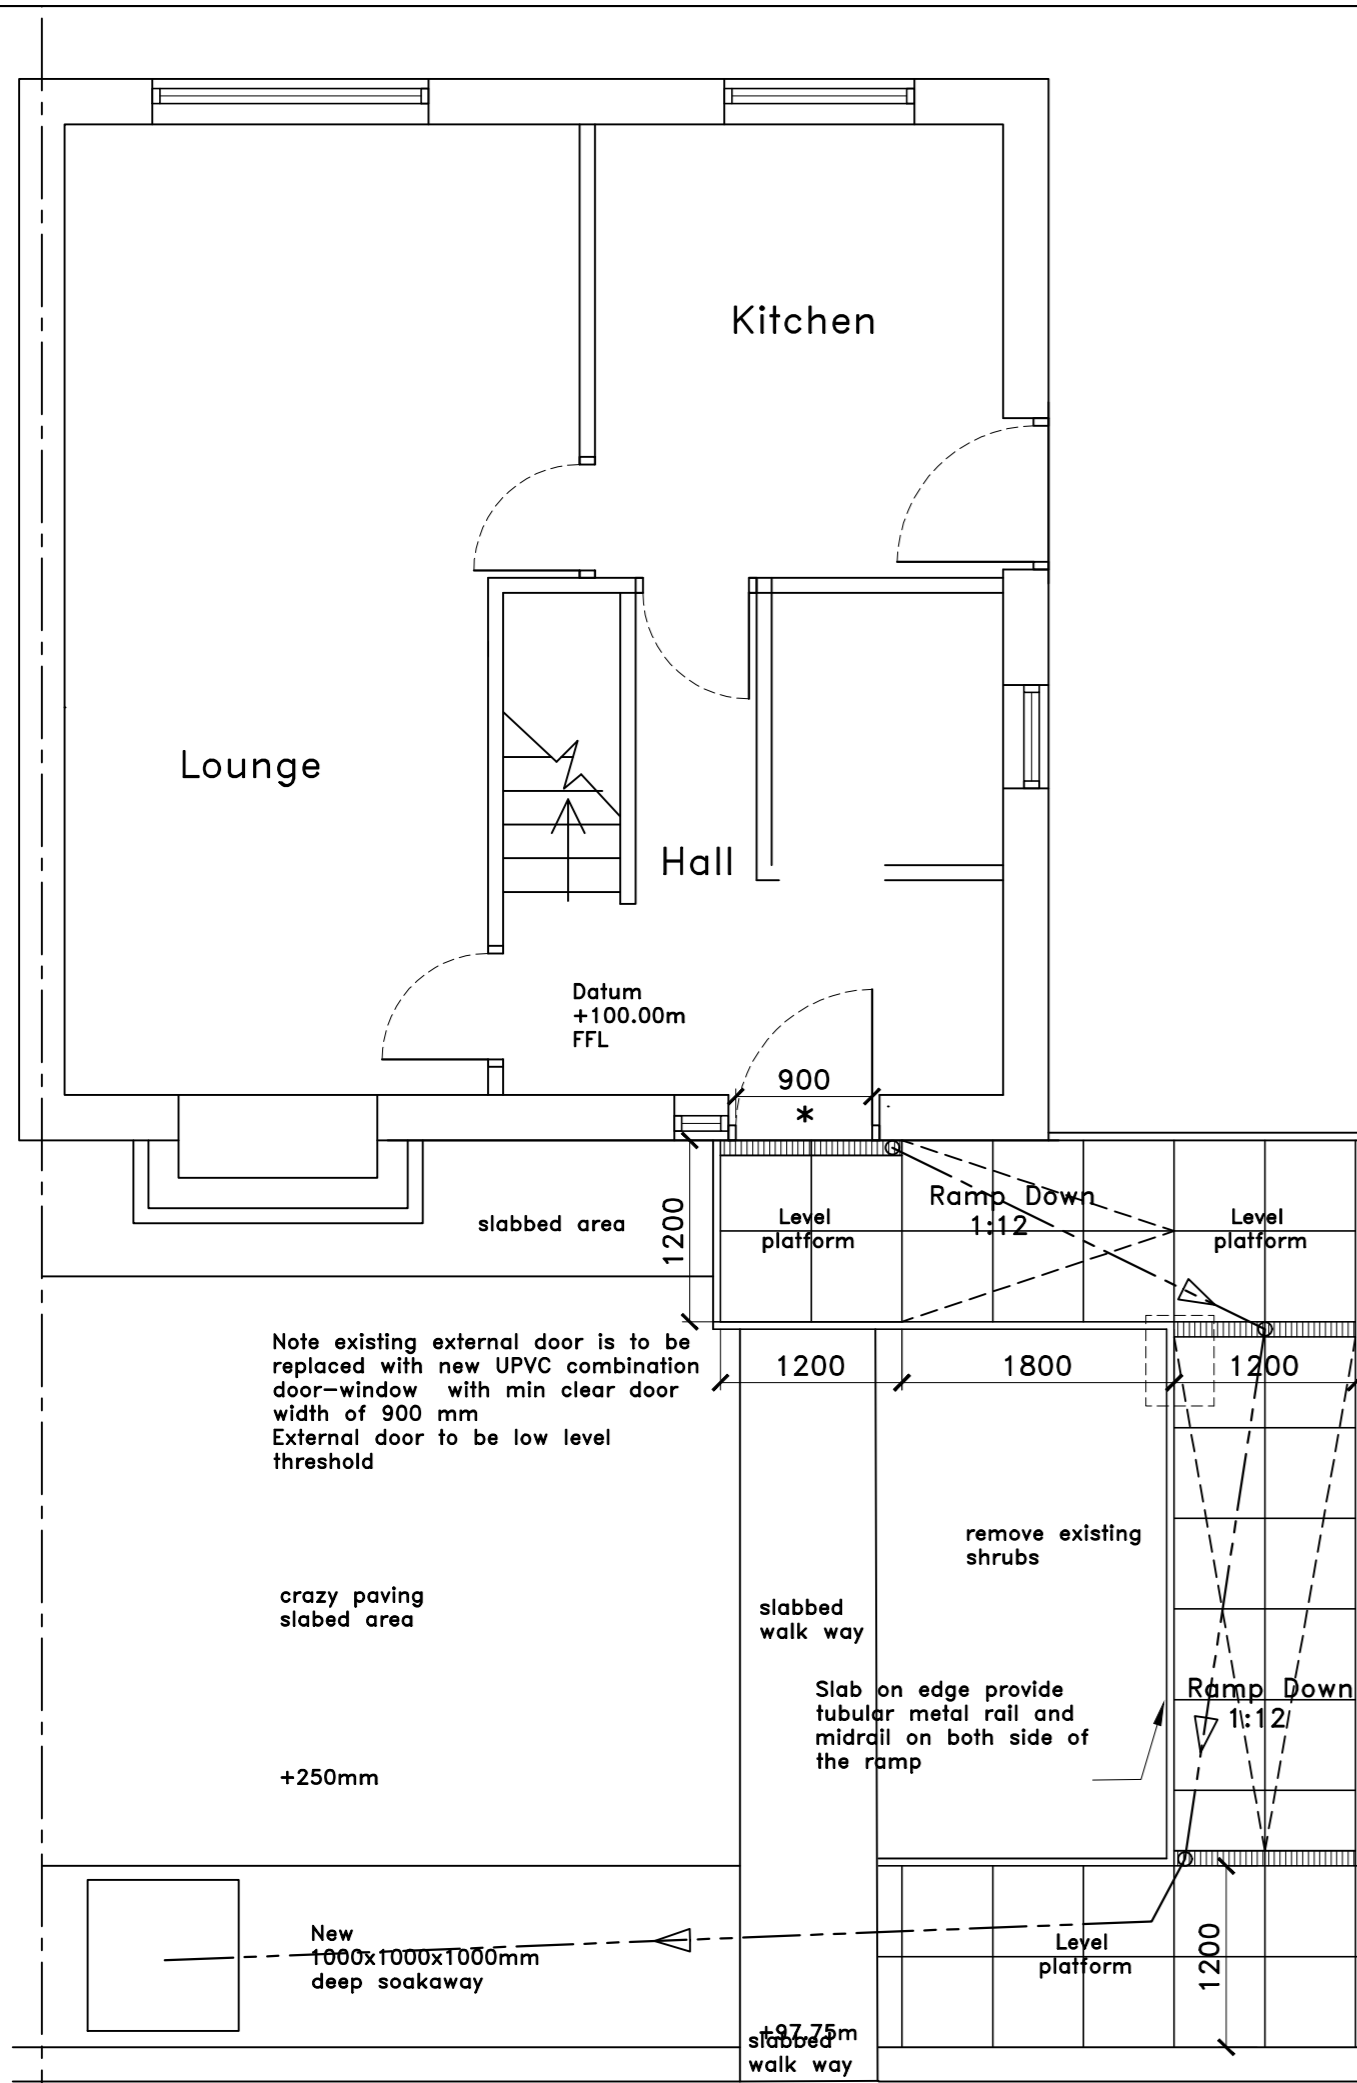 Kitchen
Lounge
Hall
Datum
+100.00m
FFL
900
*
1200
slabbed area
Level
platform
Ramp Down
1:12
Level
platform
Note existing external door is to be
replaced with new UPVC combination
door-window with min clear door
width of 900 mm
External door to be low level
threshold
1200
1800
1200
remove existing
shrubs
crazy paving
slabed area
slabbed
walk way
Slab on edge provide
tubular metal rail and
midrail on both side of
the ramp
Ramp Down
1:12
+250mm
New
1000x1000x1000mm
deep soakaway
Level
platform
1200
+97.75m
slabbed
walk way